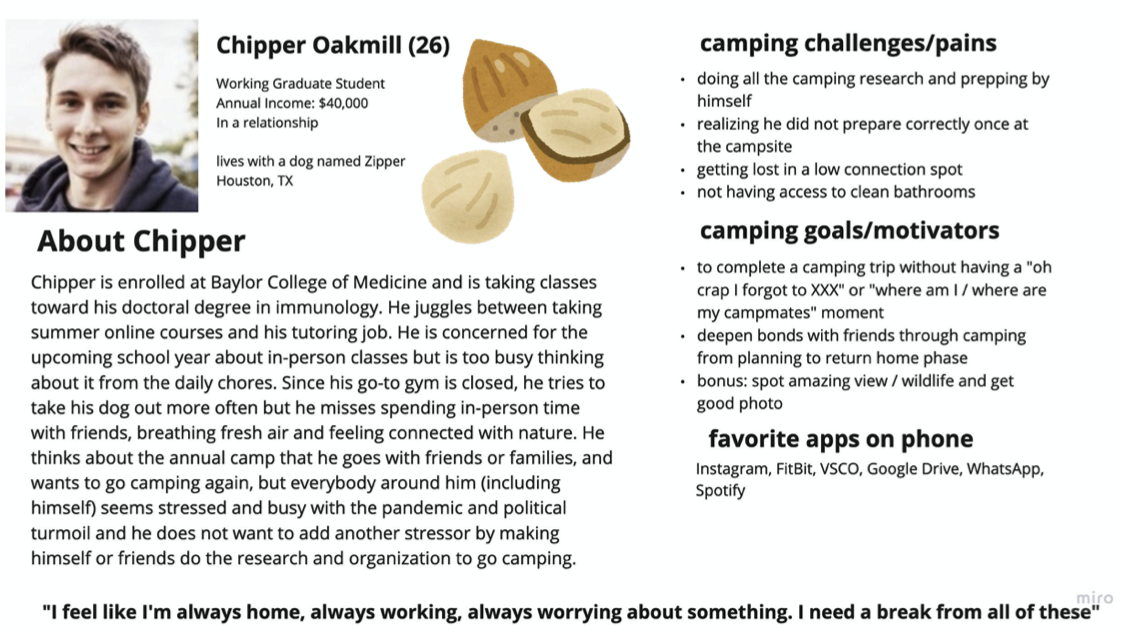 Chipper Oakmill (26)
Working Graduate Student
Annual Income: $40,000
In a relationship
lives with a dog named Zipper
Houston, TX
About Chipper
Chipper is enrolled at Baylor College of Medicine and is taking classes
toward his doctoral degree in immunology. He juggles between taking
summer online courses and his tutoring job. He is concerned for the
upcoming school year about in-person classes but is too busy thinking
about it from the daily chores. Since his go-to gym is closed, he tries to
take his dog out more often but he misses spending in-person time
with friends, breathing fresh air and feeling connected with nature. He
thinks about the annual camp that he goes with friends or families, and
wants to go camping again, but everybody around him (including
himself) seems stressed and busy with the pandemic and political
turmoil and he does not want to add another stressor by making
himself or friends do the research and organization to go camping.
camping challenges/pains
• doing all the camping research and prepping by
himself
• realizing he did not prepare correctly once at
the campsite
• getting lost in a low connection spot
• not having access to clean bathrooms
camping goals/motivators
• to complete a camping trip without having a "oh
crap I forgot to XXX" or "where am I / where are
my campmates" moment
• deepen bonds with friends through camping
from planning to return home phase
• bonus: spot amazing view / wildlife and get
good photo
favorite apps on phone
Instagram, FitBit, VSCO, Google Drive, WhatsApp,
Spotify
miro
"I feel like I'm always home, always working, always worrying about something. I need a break from all of these"